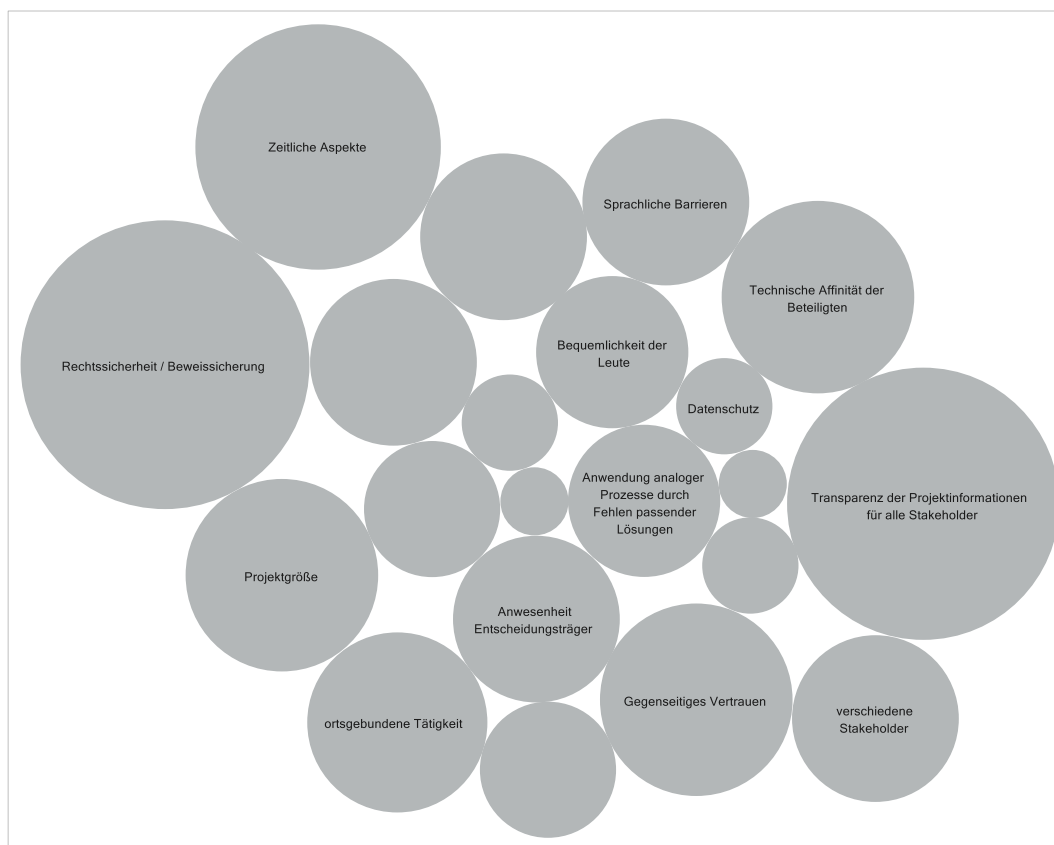 Zeitliche Aspekte
Sprachliche Barrieren
Technische Affinität der
Beteiligten
Rechtssicherheit / Beweissicherung
Bequemlichkeit der
Leute
Datenschutz
Anwendung analoger
Prozesse durch
Fehlen passender
Lösungen
Transparenz der Projektinformationen
für alle Stakeholder
Projektgröße
Anwesenheit
Entscheidungsträger
ortsgebundene Tätigkeit
Gegenseitiges Vertrauen
verschiedene
Stakeholder